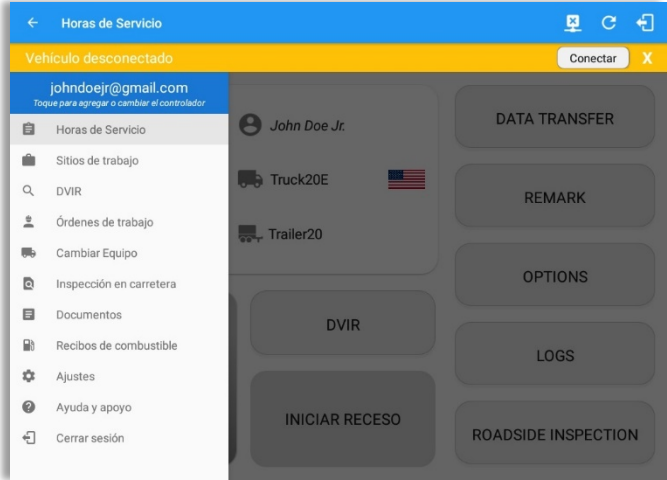 Horas de Servicio
Vehículo desconectado
Conectar
X
johndoejr@gmail.com
Toque para agregar o cambiar el controlador
Horas de Servicio
Sitios de trabajo
DVIR
Órdenes de trabajo
Cambiar Equipo
Inspección en carretera
Documentos
Recibos de combustible
Ajustes
Ayuda y apoyo
Cerrar sesión
John Doe Jr.
Truck20E
Trailer20
DVIR
INICIAR RECESO
DATA TRANSFER
REMARK
OPTIONS
LOGS
ROADSIDE INSPECTION